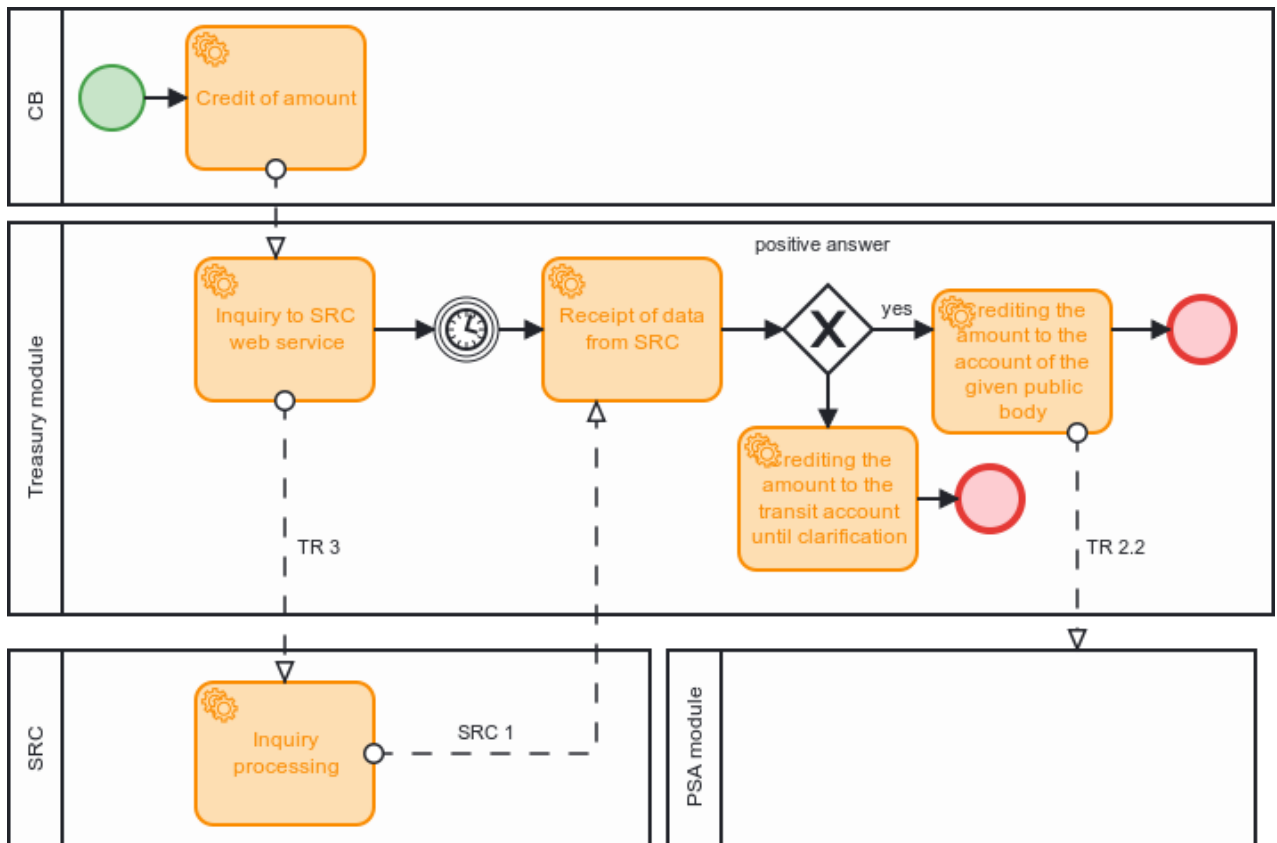 CB
Credit of amount
Treasury module
positive answer
Inquiry to SRC
web service
Receipt of data
from SRC
yes
Crediting the
amount to the
account of the
given public
body
Crediting the
amount to the
transit account
until clarification
TR 3
TR 2.2
SRC
Inquiry
processing
SRC 1
PSA module